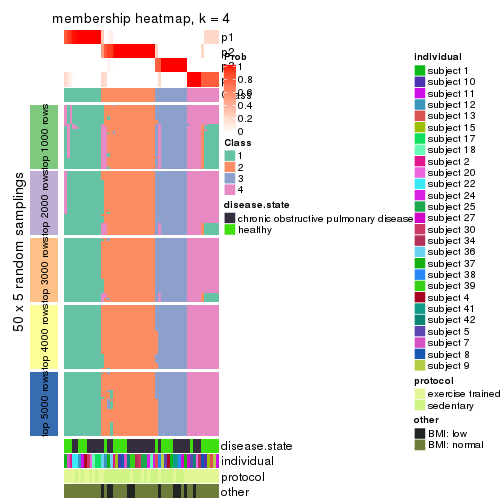 membership heatmap, k = 4
p1
p2
Prob
1
0.8
0.6
0.4
0.2
0
Class
1
2
3
4
disease.state
chronic obstructive pulmonary disease
healthy
50 x 5 random samplings
top 1000 rows
top 2000 rows
top 3000 rows
top 4000 rows
top 5000 rows
disease.state
individual
protocol
other
individual
subject 1
subject 10
subject 11
subject 12
subject 13
subject 15
subject 17
subject 18
subject 2
subject 20
subject 22
subject 24
subject 25
subject 27
subject 30
subject 34
subject 36
subject 37
subject 38
subject 39
subject 4
subject 41
subject 42
subject 5
subject 7
subject 8
subject 9
protocol
exercise trained
sedentary
other
BMI: low
BMI: normal